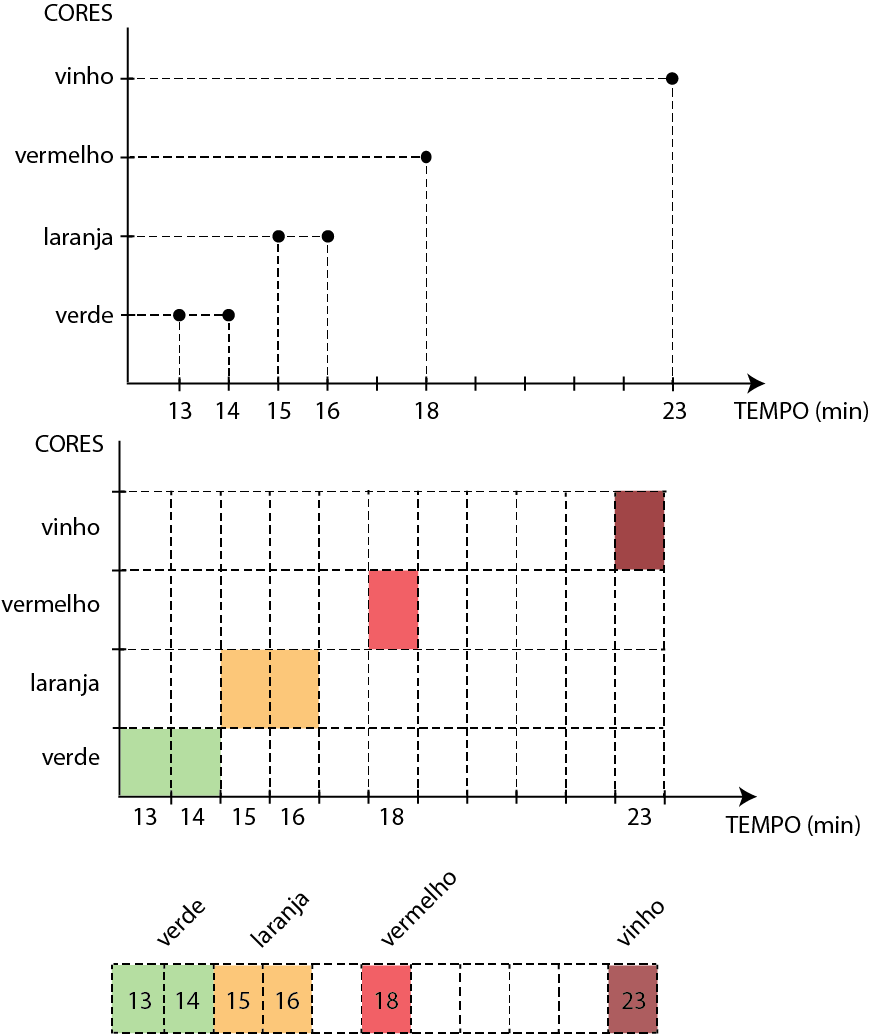 CORES
vinho
vermelho
laranja
verde
13 14 15 16 18 23 TEMPO (min)
CORES
vinho
vermelho
laranja
verde
13 14 15 16 18 23 TEMPO (min)
verde laranja vermelho vinho
13 14 15 16 18 23